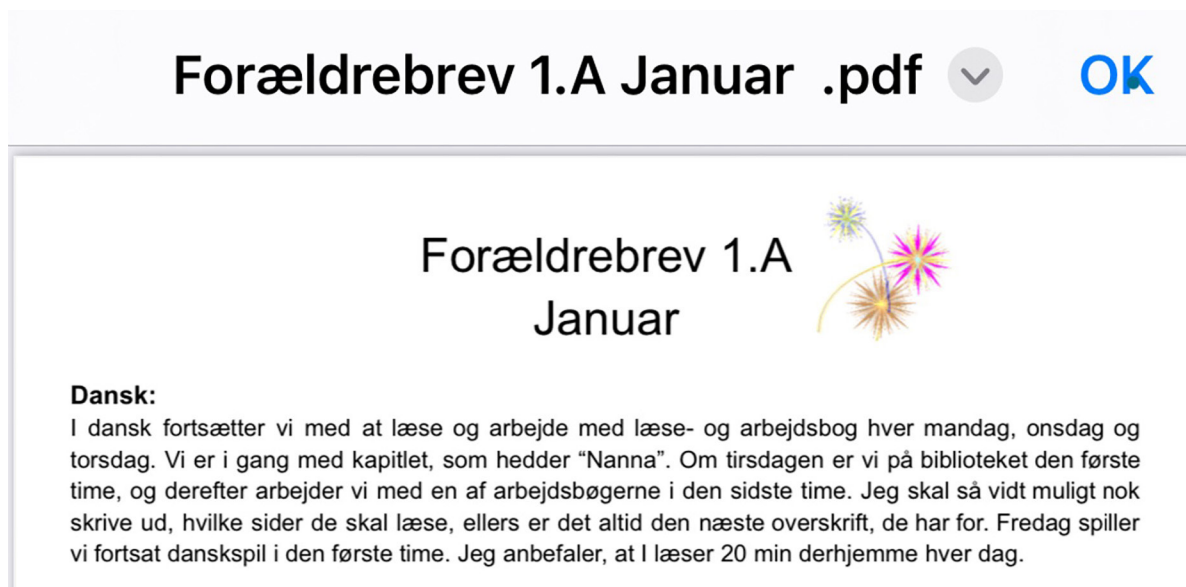 Forældrebrev 1.A Januar .pdf OK
Forældrebrev 1.A
Januar
Dansk:
I dansk fortsætter vi med at læse og arbejde med læse- og arbejdsbog hver mandag, onsdag og
torsdag. Vi er i gang med kapitlet, som hedder “Nanna”. Om tirsdagen er vi på biblioteket den første
time, og derefter arbejder vi med en af arbejdsbøgerne i den sidste time. Jeg skal så vidt muligt nok
skrive ud, hvilke sider de skal læse, ellers er det altid den næste overskrift, de har for. Fredag spiller
vi fortsat danskspil i den første time. Jeg anbefaler, at I læser 20 min derhjemme hver dag.